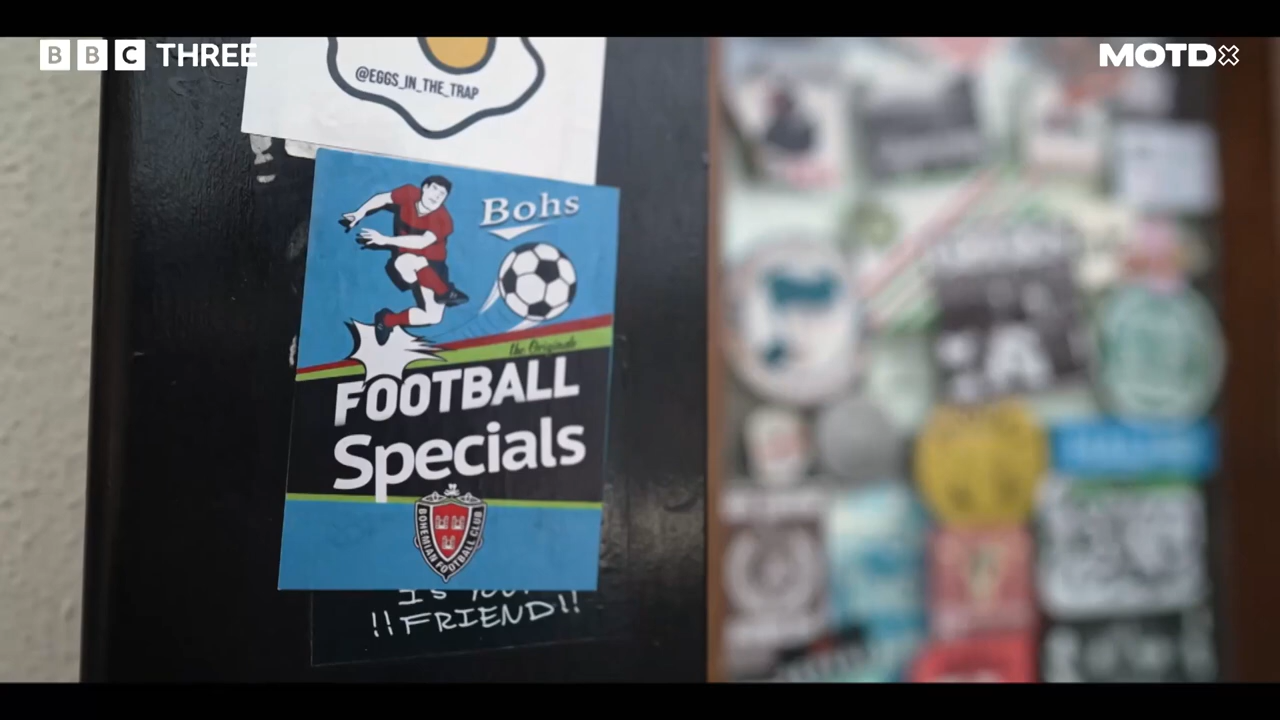 BBC THREE
MOTDX
@EGGS_IN_THE_TRAP
Bohs
the Originals
FOOTBALL
Specials
BOHEMIAN FOOTBALL CLUB
!!FRIEND!!